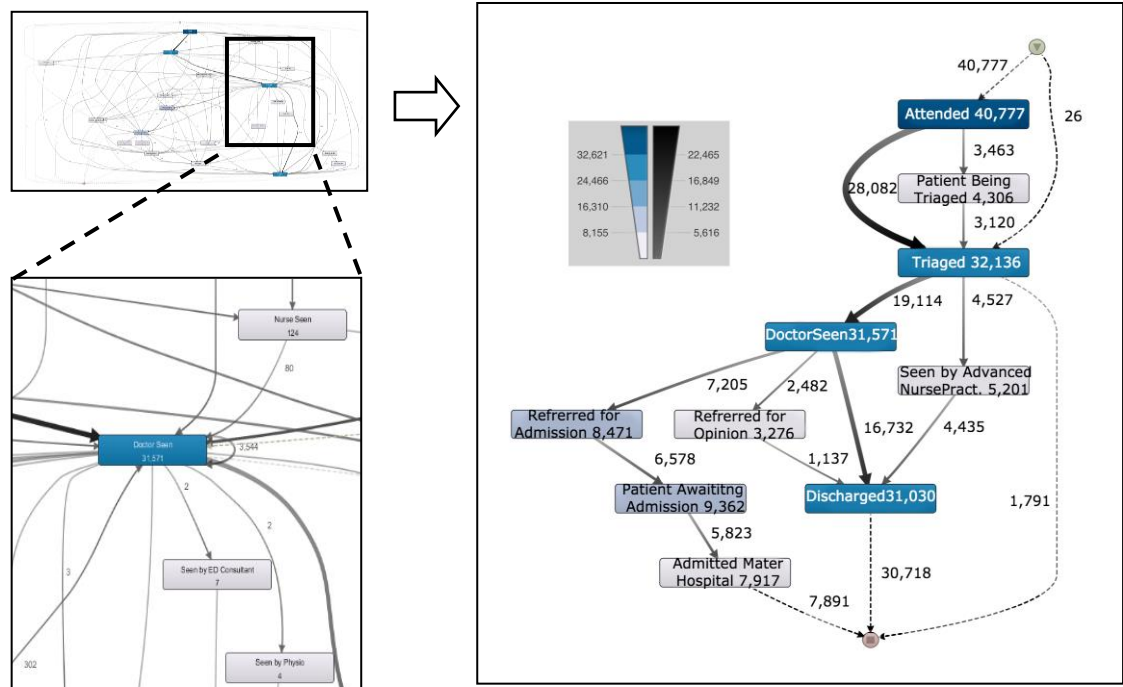 Nurse Seen
124
80
Doctor Seen
31,571
3,544
2
2
3
Seen by ED Consultant
7
302
Seen by Physio
4
40,777
26
Attended 40,777
3,463
28,082
Patient Being
Triaged 4,306
3,120
Triaged 32,136
32,621
24,466
16,310
8,155
22,465
16,849
11,232
5,616
19,114
4,527
DoctorSeen31,571
7,205
2,482
Seen by Advanced
NursePract. 5,201
Refrerred for
Admission 8,471
Refrerred for
Opinion 3,276
16,732
4,435
6,578
1,137
Patient Awaititng
Admission 9,362
Discharged31,030
1,791
5,823
Admitted Mater
Hospital 7,917
30,718
7,891